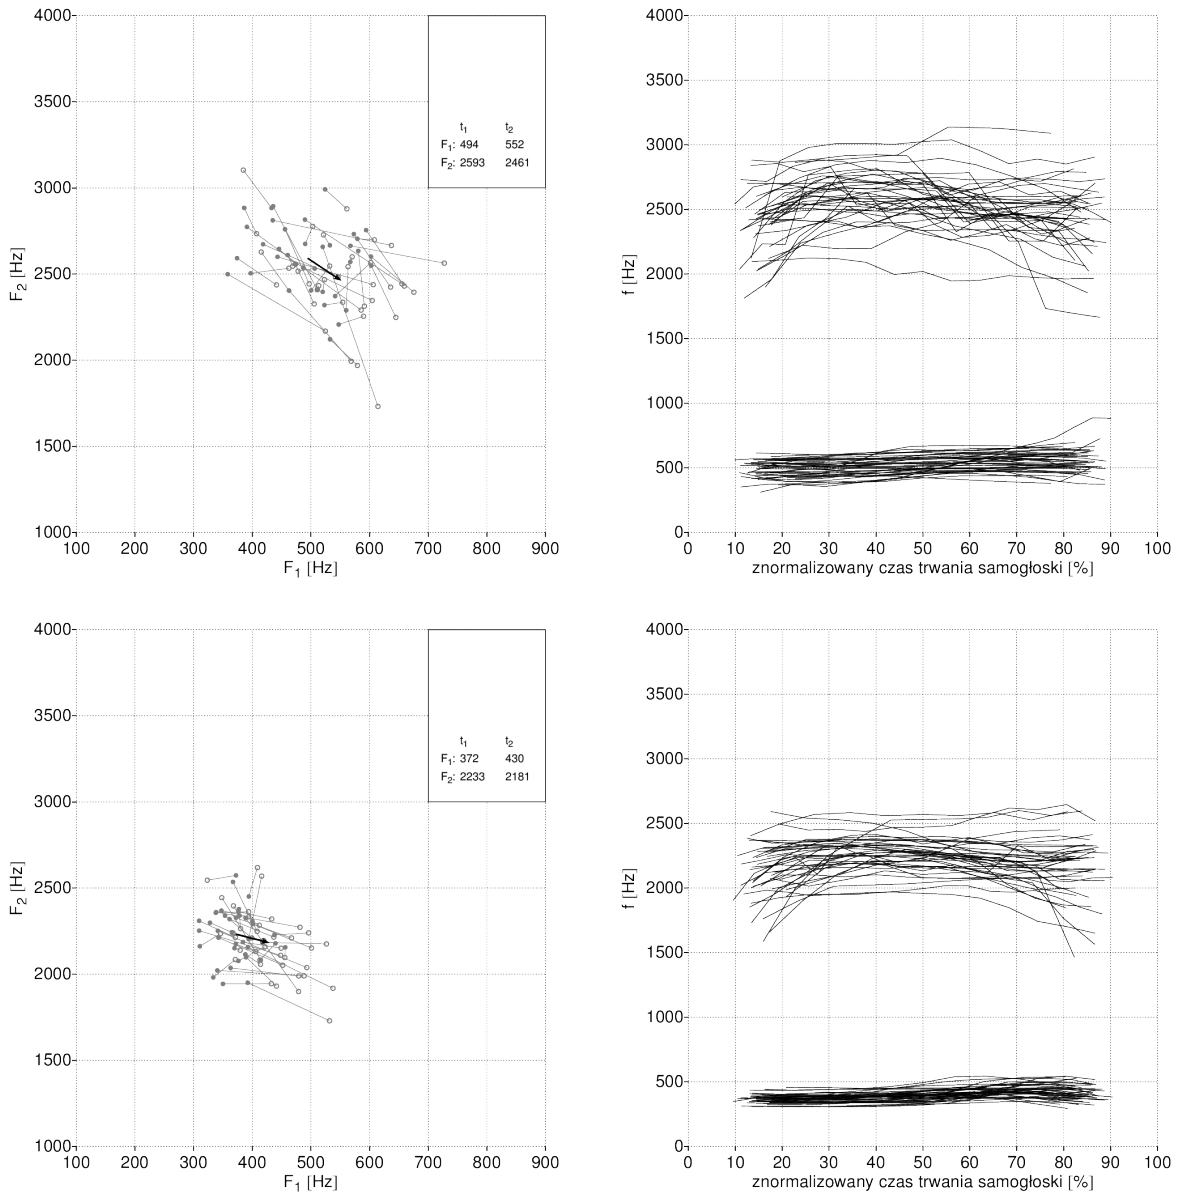 4000
3500
3000
2500
2000
1500
1000
F₂ [Hz]
t₁ t₂
F₁: 494 552
F₂: 2593 2461
100 200 300 400 500 600 700 800 900
F₁ [Hz]
4000
3500
3000
2500
2000
1500
1000
500
0
f [Hz]
0 10 20 30 40 50 60 70 80 90 100
znormalizowany czas trwania samogłoski [%]
4000
3500
3000
2500
2000
1500
1000
F₂ [Hz]
t₁ t₂
F₁: 372 430
F₂: 2233 2181
100 200 300 400 500 600 700 800 900
F₁ [Hz]
4000
3500
3000
2500
2000
1500
1000
500
0
f [Hz]
0 10 20 30 40 50 60 70 80 90 100
znormalizowany czas trwania samogłoski [%]